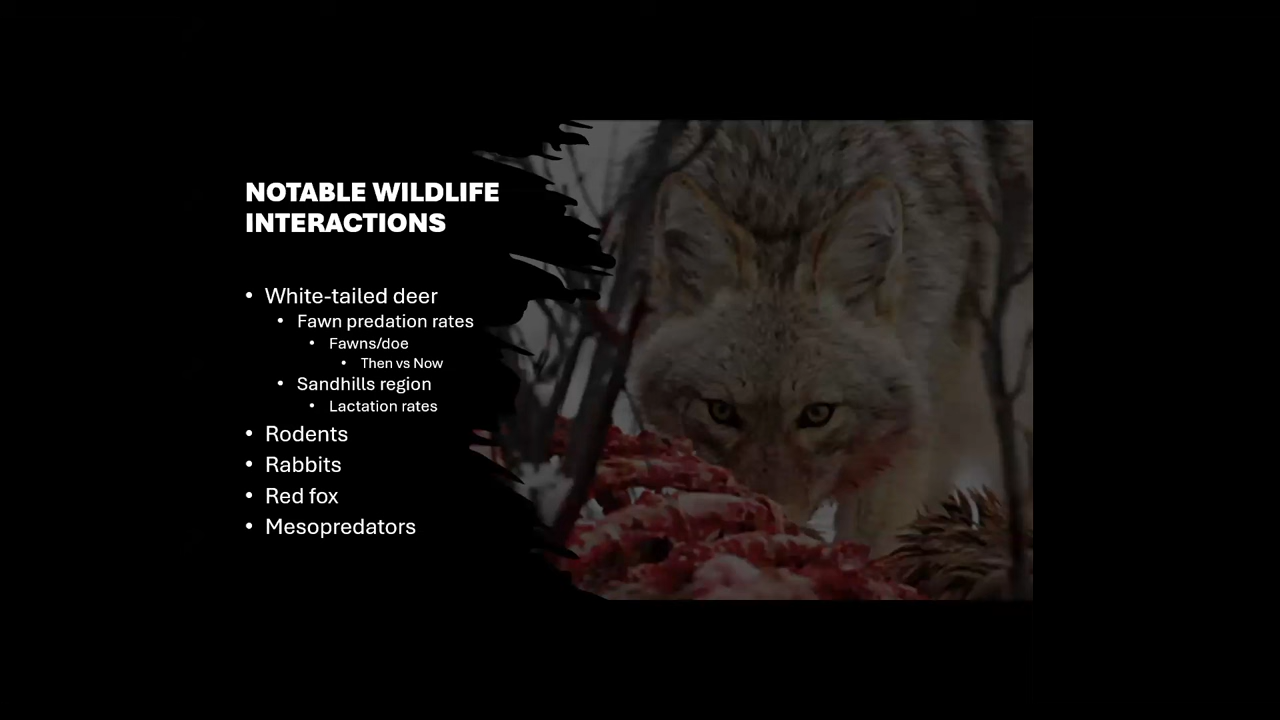 NOTABLE WILDLIFE
INTERACTIONS
• White-tailed deer
• Fawn predation rates
• Fawns/doe
• Then vs Now
• Sandhills region
• Lactation rates
• Rodents
• Rabbits
• Red fox
• Mesopredators